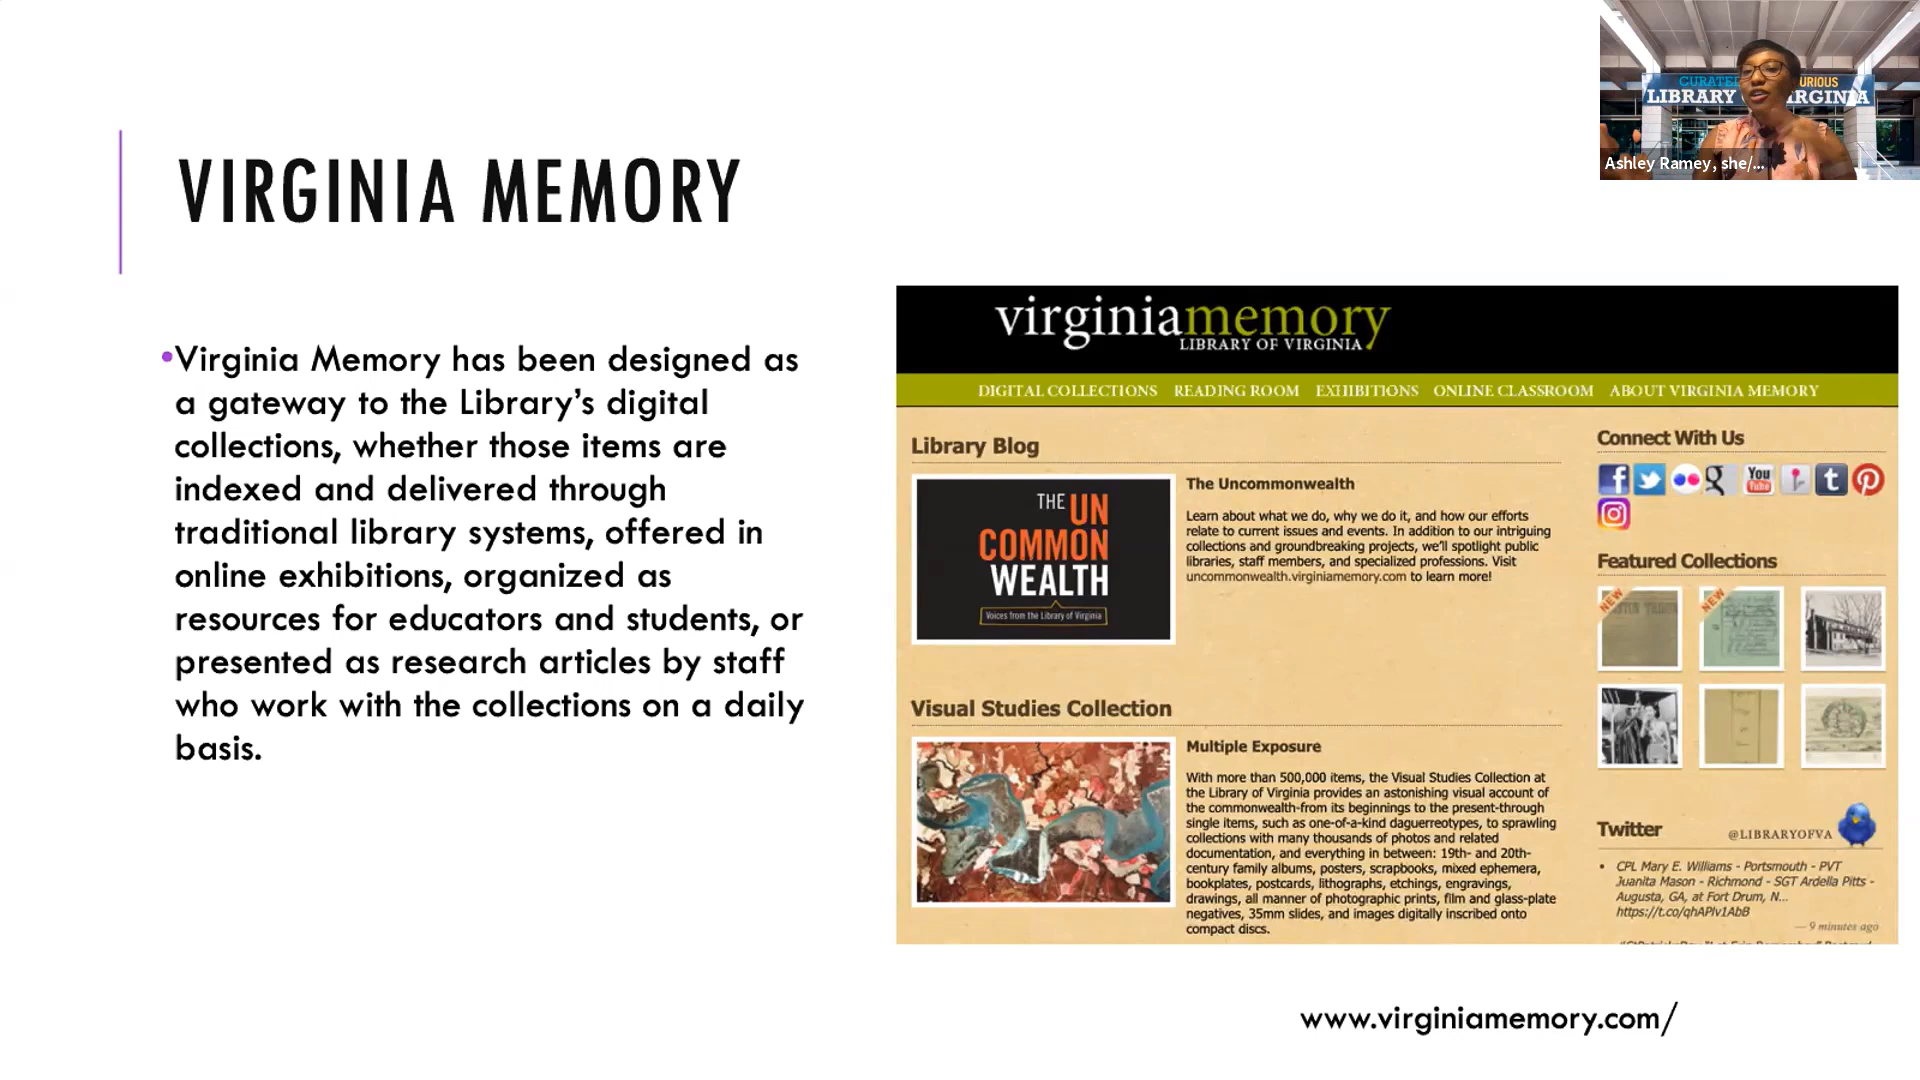 CURATED
URIOUS
LIBRARY
VIRGINIA
Ashley Ramey, she/...
VIRGINIA MEMORY
•Virginia Memory has been designed as
a gateway to the Library’s digital
collections, whether those items are
indexed and delivered through
traditional library systems, offered in
online exhibitions, organized as
resources for educators and students, or
presented as research articles by staff
who work with the collections on a daily
basis.
virginiamemory
LIBRARY OF VIRGINIA
DIGITAL COLLECTIONS READING ROOM EXHIBITIONS ONLINE CLASSROOM ABOUT VIRGINIA MEMORY
Library Blog
THE UN
COMMON
WEALTH
Voices from the Library of Virginia
The Uncommonwealth
Learn about what we do, why we do it, and how our efforts
relate to current issues and events. In addition to our intriguing
collections and groundbreaking projects, we'll spotlight public
libraries, staff members, and specialized professions. Visit
uncommonwealth.virginiamemory.com to learn more!
Visual Studies Collection
Multiple Exposure
With more than 500,000 items, the Visual Studies Collection at
the Library of Virginia provides an astonishing visual account of
the commonwealth-from its beginnings to the present-through
single items, such as one-of-a-kind daguerreotypes, to sprawling
collections with many thousands of photos and related
documentation, and everything in between: 19th- and 20th-
century family albums, posters, scrapbooks, mixed ephemera,
bookplates, postcards, lithographs, etchings, engravings,
drawings, all manner of photographic prints, film and glass-plate
negatives, 35mm slides, and images digitally inscribed onto
compact discs.
Connect With Us
You
Tube
Featured Collections
NEW
NEW
Twitter @LIBRARYOFVA
• CPL Mary E. Williams - Portsmouth - PVT
Juanita Mason - Richmond - SGT Ardella Pitts -
Augusta, GA, at Fort Drum, N...
https://t.co/qhAPlv1AbB
— 9 minutes ago
www.virginiamemory.com/